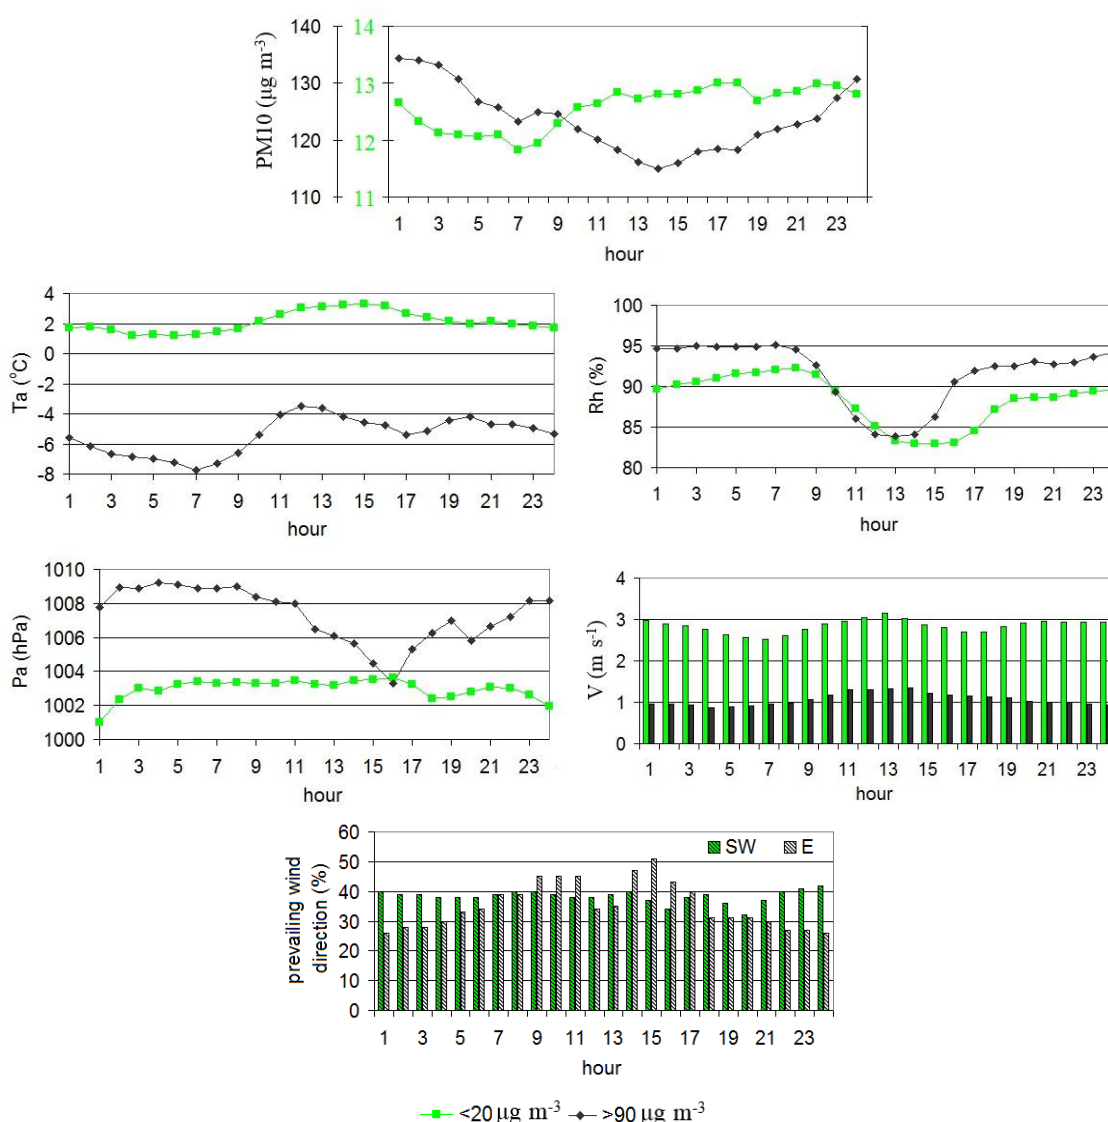 PM10 (µg m-3)
140 14
130 13
120 12
110 11
1 3 5 7 9 11 13 15 17 19 21 23
hour
Ta (oC)
4
2
0
-2
-4
-6
-8
1 3 5 7 9 11 13 15 17 19 21 23
hour
Rh (%)
100
95
90
85
80
1 3 5 7 9 11 13 15 17 19 21 23
hour
Pa (hPa)
1010
1008
1006
1004
1002
1000
1 3 5 7 9 11 13 15 17 19 21 23
hour
V (m s-1)
4
3
2
1
0
1 3 5 7 9 11 13 15 17 19 21 23
hour
prevailing wind
direction (%)
60
50
40
30
20
10
0
SW E
1 3 5 7 9 11 13 15 17 19 21 23
hour
<20 µg m-3 >90 µg m-3